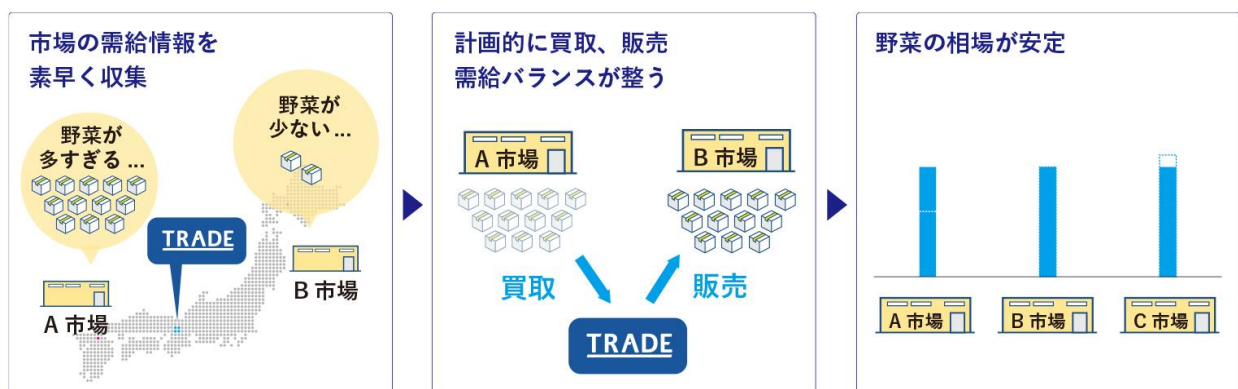 市場の需給情報を
素早く収集
野菜が
多すぎる...
野菜が
少ない...
TRADE
A 市場
B 市場
計画的に買取、販売
需給バランスが整う
A 市場
B 市場
買取
販売
TRADE
野菜の相場が安定
A 市場
B 市場
C 市場